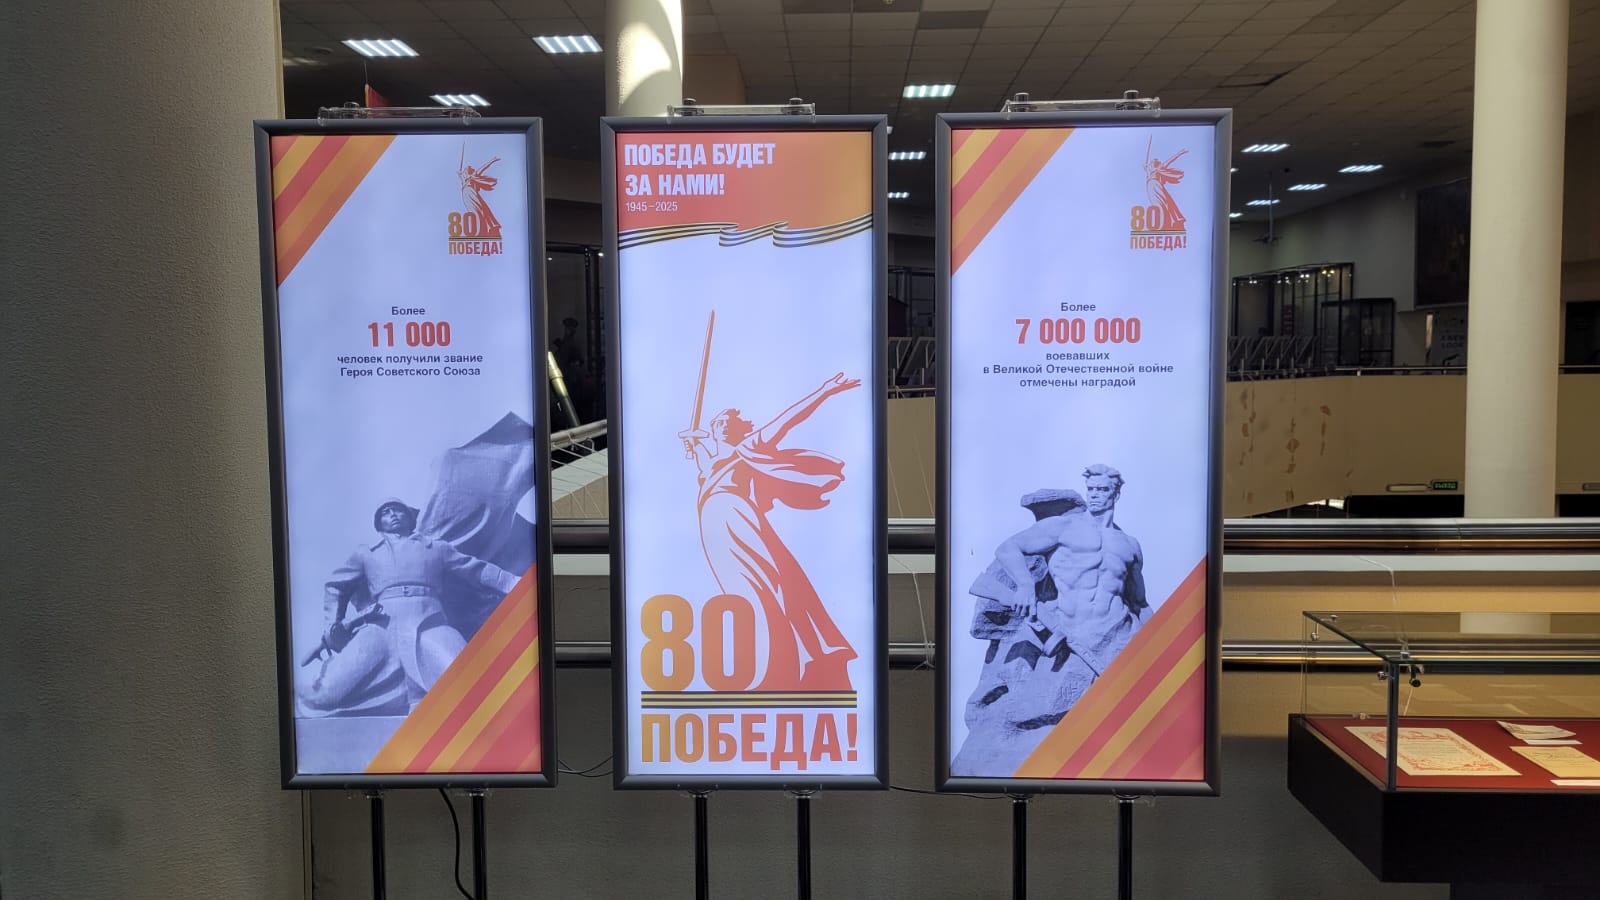 80
ПОБЕДА!
Более
11 000
человек получили звание
Героя Советского Союза
ПОБЕДА БУДЕТ
ЗА НАМИ!
1945–2025
80
ПОБЕДА!
80
ПОБЕДА!
Более
7 000 000
воевавших
в Великой Отечественной войне
отмечены наградой
ВЫХОД